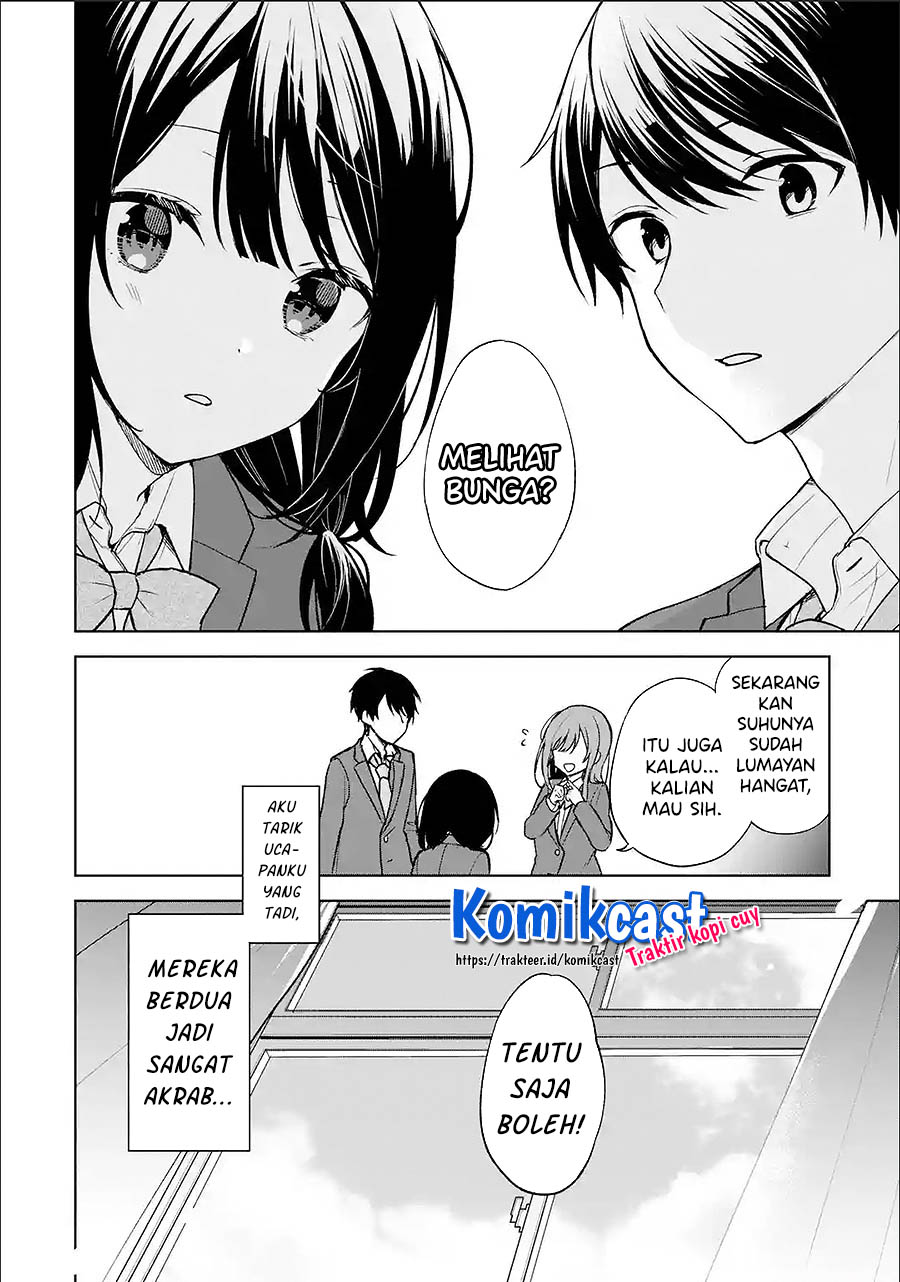 MELIHAT
BUNGA?
SEKARANG
KAN
SUHUNYA
SUDAH
LUMAYAN
HANGAT,
ITU JUGA
KALAU...
KALIAN
MAU SIH.
AKU
TARIK
UCA-
PANKU
YANG
TADI,
MEREKA
BERDUA
JADI
SANGAT
AKRAB...
Komikcast
Traktir kopi cuy
https://trakteer.id/komikcast
TENTU
SAJA
BOLEH!